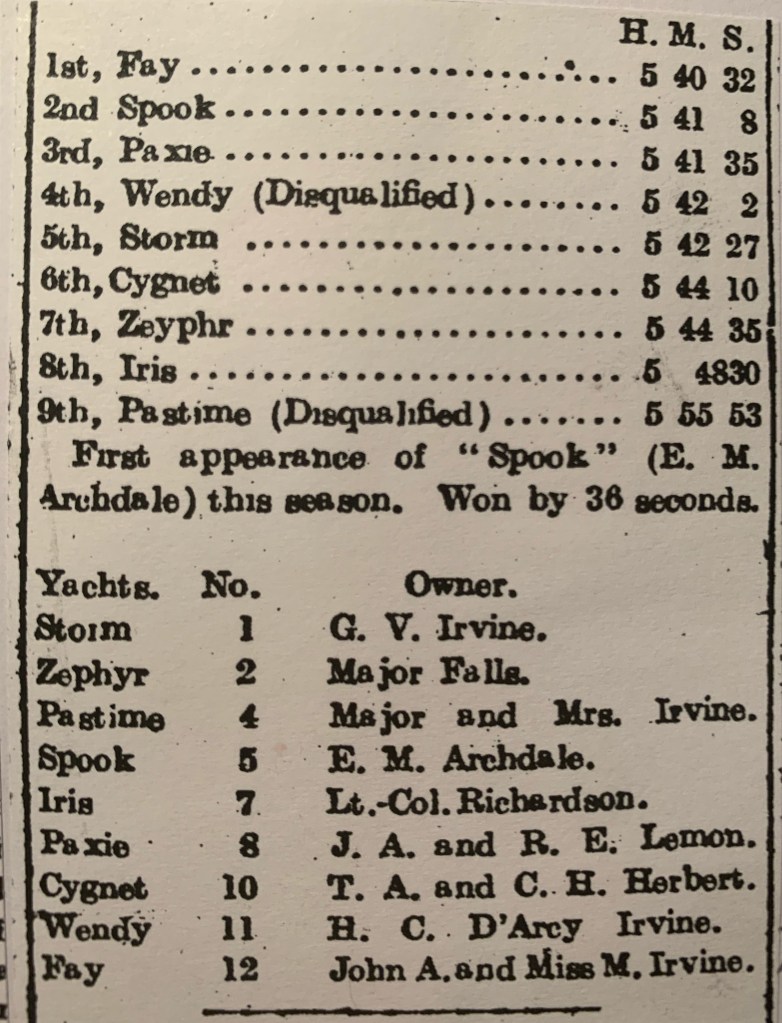 H. M. S.
1st, Fay .............................. 5 40 32
2nd Spook .............................. 5 41 8
3rd, Paxie .............................. 5 41 35
4th, Wendy (Disqualified) ......... 5 42 2
5th, Storm .......................... 5 42 27
6th, Cygnet .......................... 5 44 10
7th, Zeyphr .......................... 5 44 35
8th, Iris .............................. 5 4830
9th, Pastime (Disqualified) ....... 5 55 53
First appearance of "Spook" (E. M.
Archdale) this season. Won by 36 seconds.
Yachts. No. Owner.
Storm 1 G. V. Irvine.
Zephyr 2 Major Falls.
Pastime 4 Major and Mrs. Irvine.
Spook 5 E. M. Archdale.
Iris 7 Lt.-Col. Richardson.
Paxie 8 J. A. and R. E. Lemon.
Cygnet 10 T. A. and C. H. Herbert.
Wendy 11 H. C. D'Arcy Irvine.
Fay 12 John A. and Miss M. Irvine.